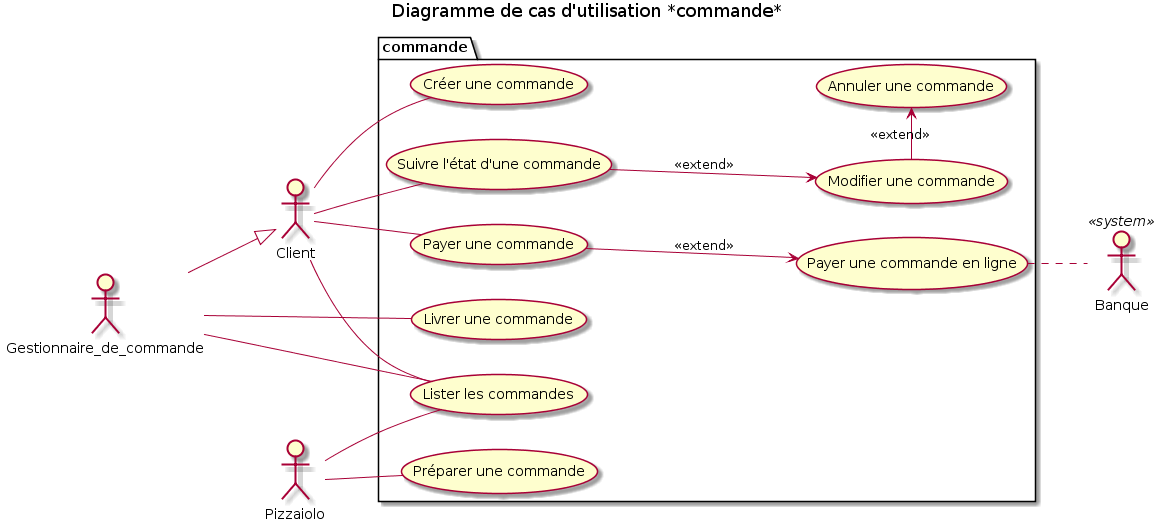 Diagramme de cas d'utilisation *commande*
commande
Créer une commande
Annuler une commande
«extend»
Suivre l'état d'une commande
«extend»
Modifier une commande
Client
Payer une commande
«extend»
Payer une commande en ligne
«system»
Banque
Gestionnaire_de_commande
Livrer une commande
Lister les commandes
Préparer une commande
Pizzaiolo